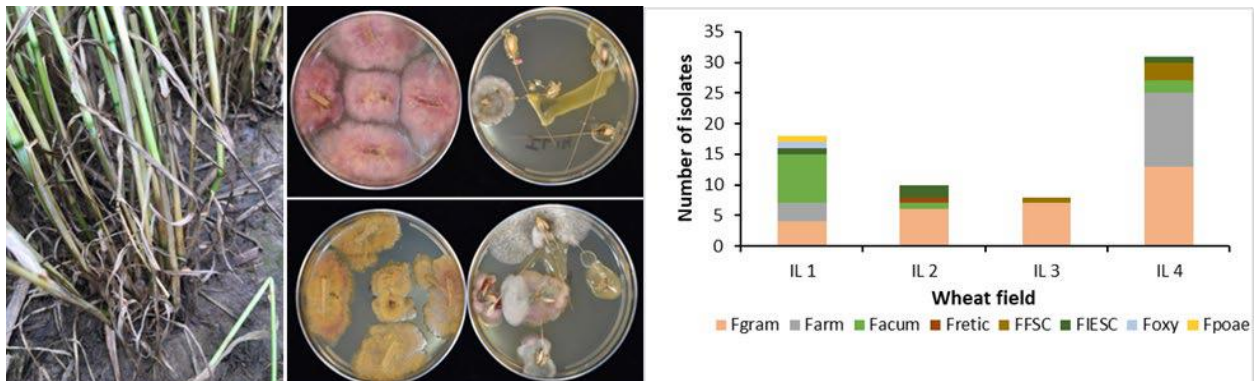 35
30
25
20
15
10
5
0
Number of isolates
IL 1 IL 2 IL 3 IL 4
Wheat field
Fgram Farm Facum Fretic FFSC FIESC Foxy Fpoae